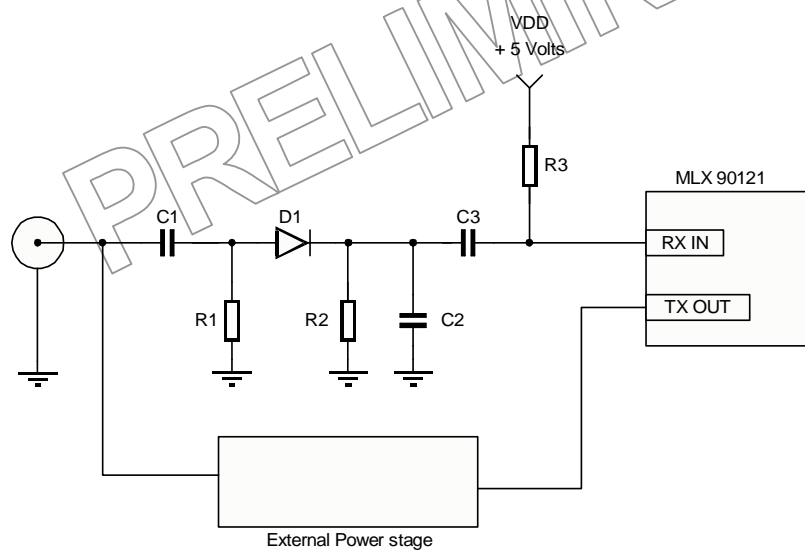 VDD
+ 5 Volts
R3
MLX 90121
C1
D1
C3
RX IN
TX OUT
R1
R2
C2
External Power stage